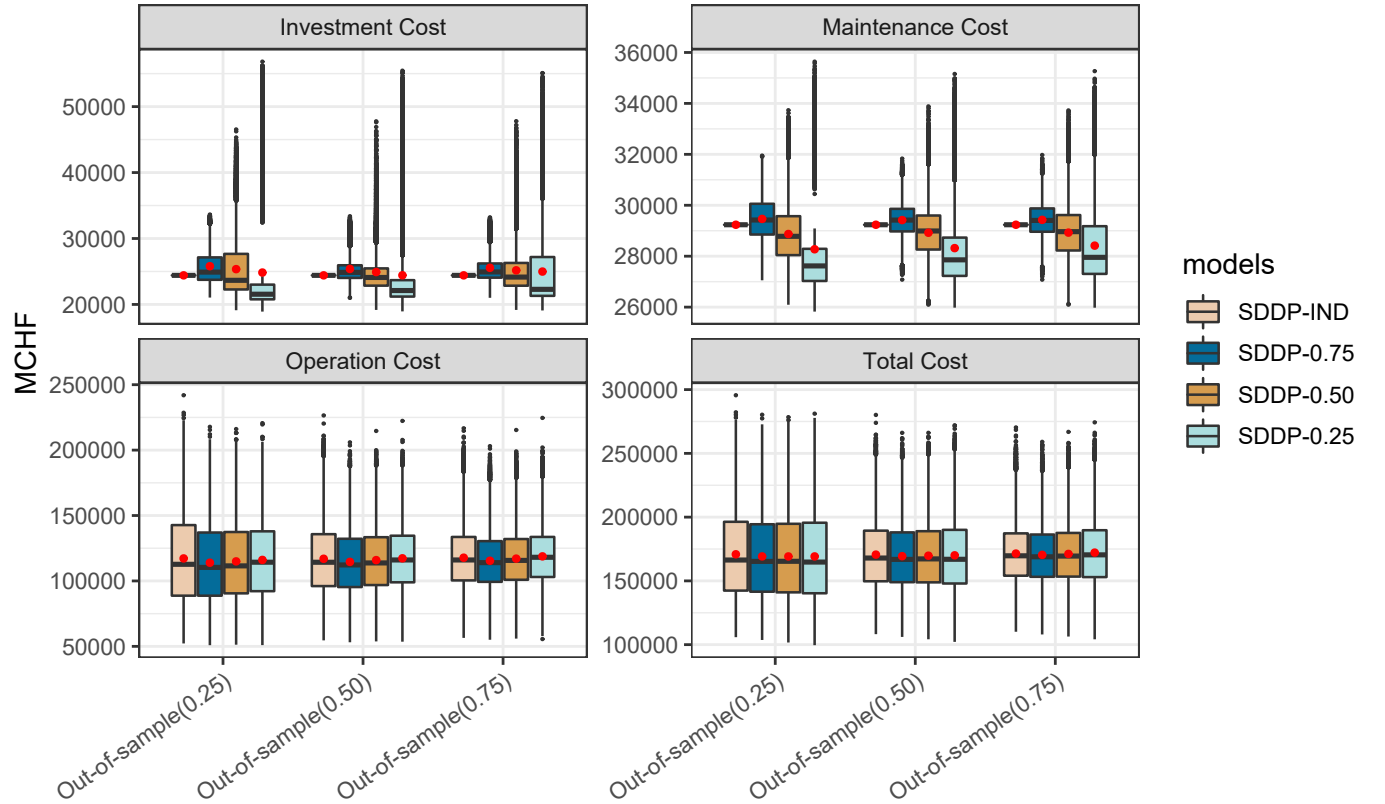 Investment Cost
Maintenance Cost
50000
40000
30000
20000
36000
34000
32000
30000
28000
26000
MCHF
Operation Cost
Total Cost
250000
200000
150000
100000
50000
300000
250000
200000
150000
100000
Out-of-sample(0.25)
Out-of-sample(0.50)
Out-of-sample(0.75)
Out-of-sample(0.25)
Out-of-sample(0.50)
Out-of-sample(0.75)
models
SDDP-IND
SDDP-0.75
SDDP-0.50
SDDP-0.25